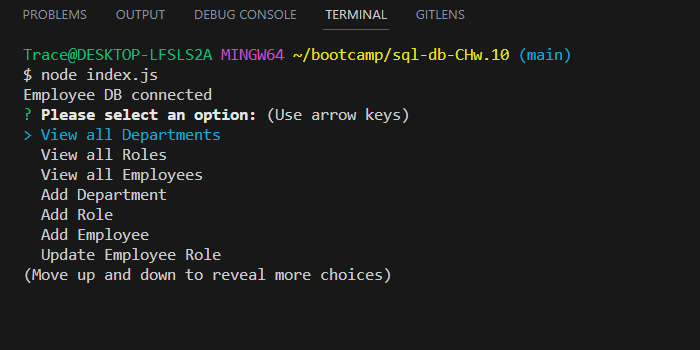 PROBLEMS OUTPUT DEBUG CONSOLE TERMINAL GITLENS
Trace@DESKTOP-LFSLS2A MINGW64 ~/bootcamp/sql-db-CHw.10 (main)
$ node index.js
Employee DB connected
? Please select an option: (Use arrow keys)
> View all Departments
View all Roles
View all Employees
Add Department
Add Role
Add Employee
Update Employee Role
(Move up and down to reveal more choices)